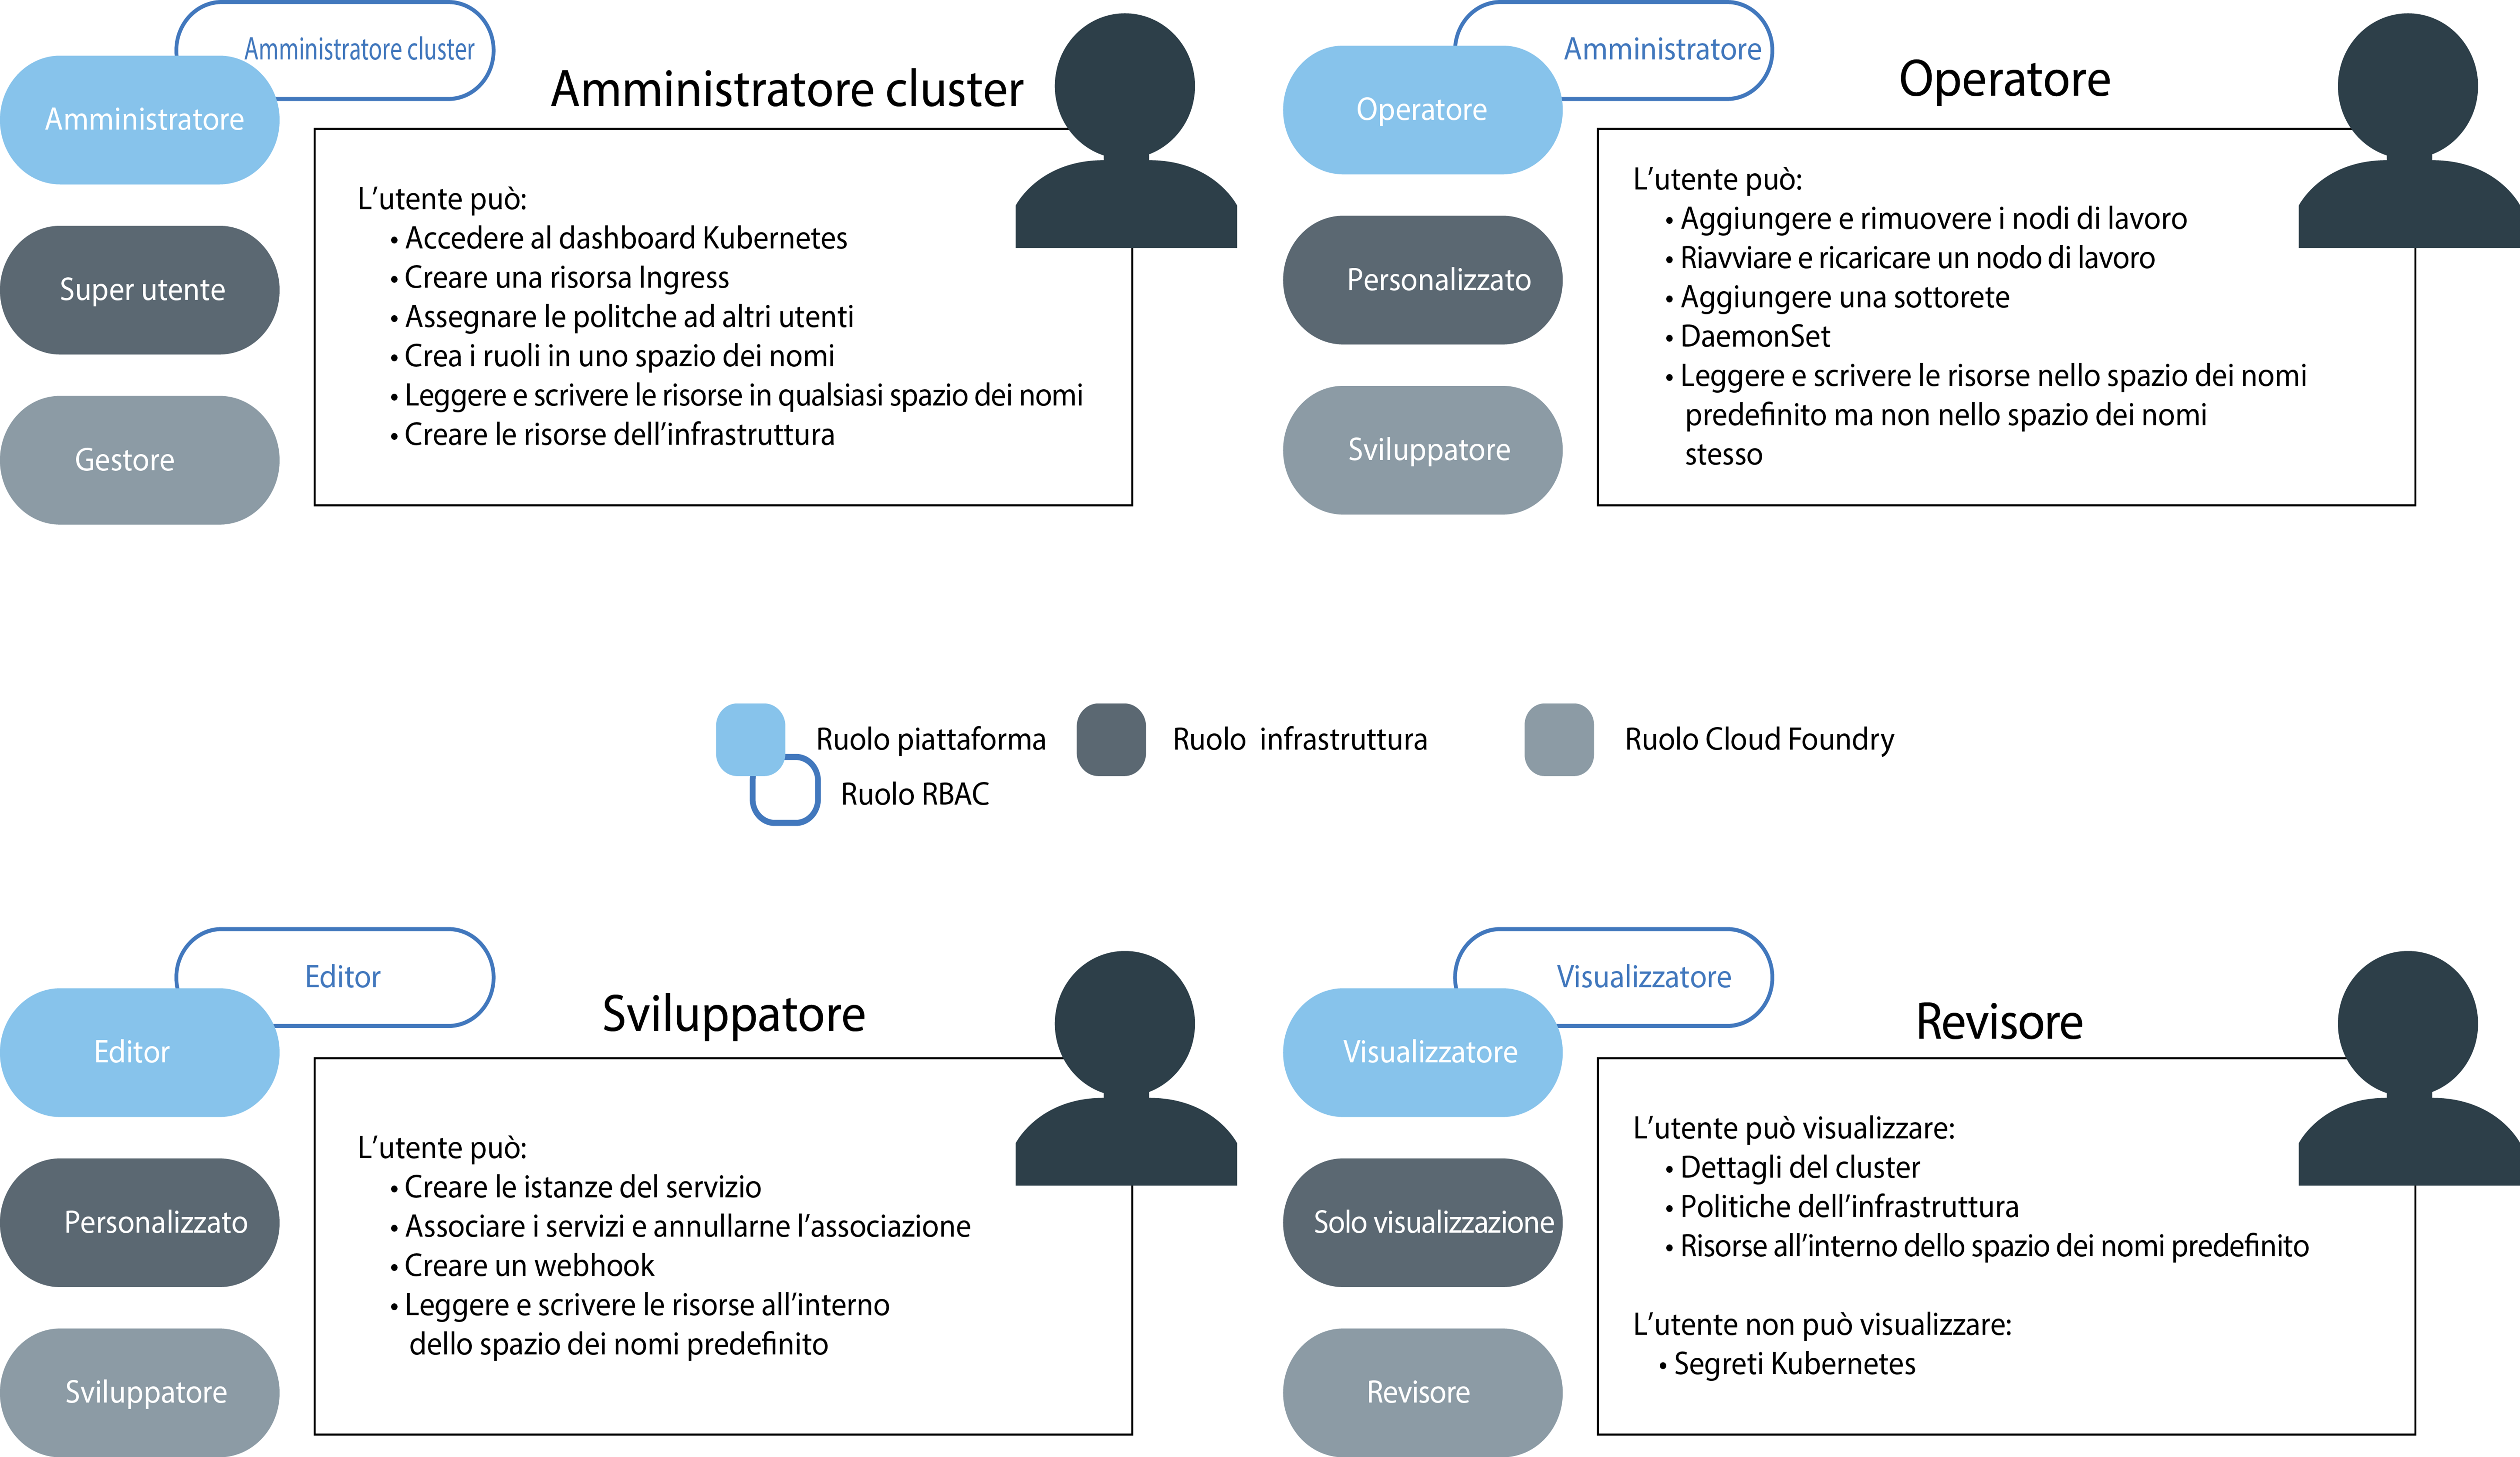 Amministratore cluster
Amministratore
Super utente
Gestore
Amministratore cluster
L'utente può:
• Accedere al dashboard Kubernetes
• Creare una risorsa Ingress
• Assegnare le politche ad altri utenti
• Crea i ruoli in uno spazio dei nomi
• Leggere e scrivere le risorse in qualsiasi spazio dei nomi
• Creare le risorse dell'infrastruttura
Amministratore
Operatore
Personalizzato
Sviluppatore
Operatore
L'utente può:
• Aggiungere e rimuovere i nodi di lavoro
• Riavviare e ricaricare un nodo di lavoro
• Aggiungere una sottorete
• DaemonSet
• Leggere e scrivere le risorse nello spazio dei nomi
predefinito ma non nello spazio dei nomi
stesso
Ruolo piattaforma
Ruolo infrastruttura
Ruolo Cloud Foundry
Ruolo RBAC
Editor
Editor
Personalizzato
Sviluppatore
Sviluppatore
L'utente può:
• Creare le istanze del servizio
• Associare i servizi e annullarne l'associazione
• Creare un webhook
• Leggere e scrivere le risorse all'interno
dello spazio dei nomi predefinito
Visualizzatore
Visualizzatore
Solo visualizzazione
Revisore
Revisore
L'utente può visualizzare:
• Dettagli del cluster
• Politiche dell'infrastruttura
• Risorse all'interno dello spazio dei nomi predefinito
L'utente non può visualizzare:
• Segreti Kubernetes